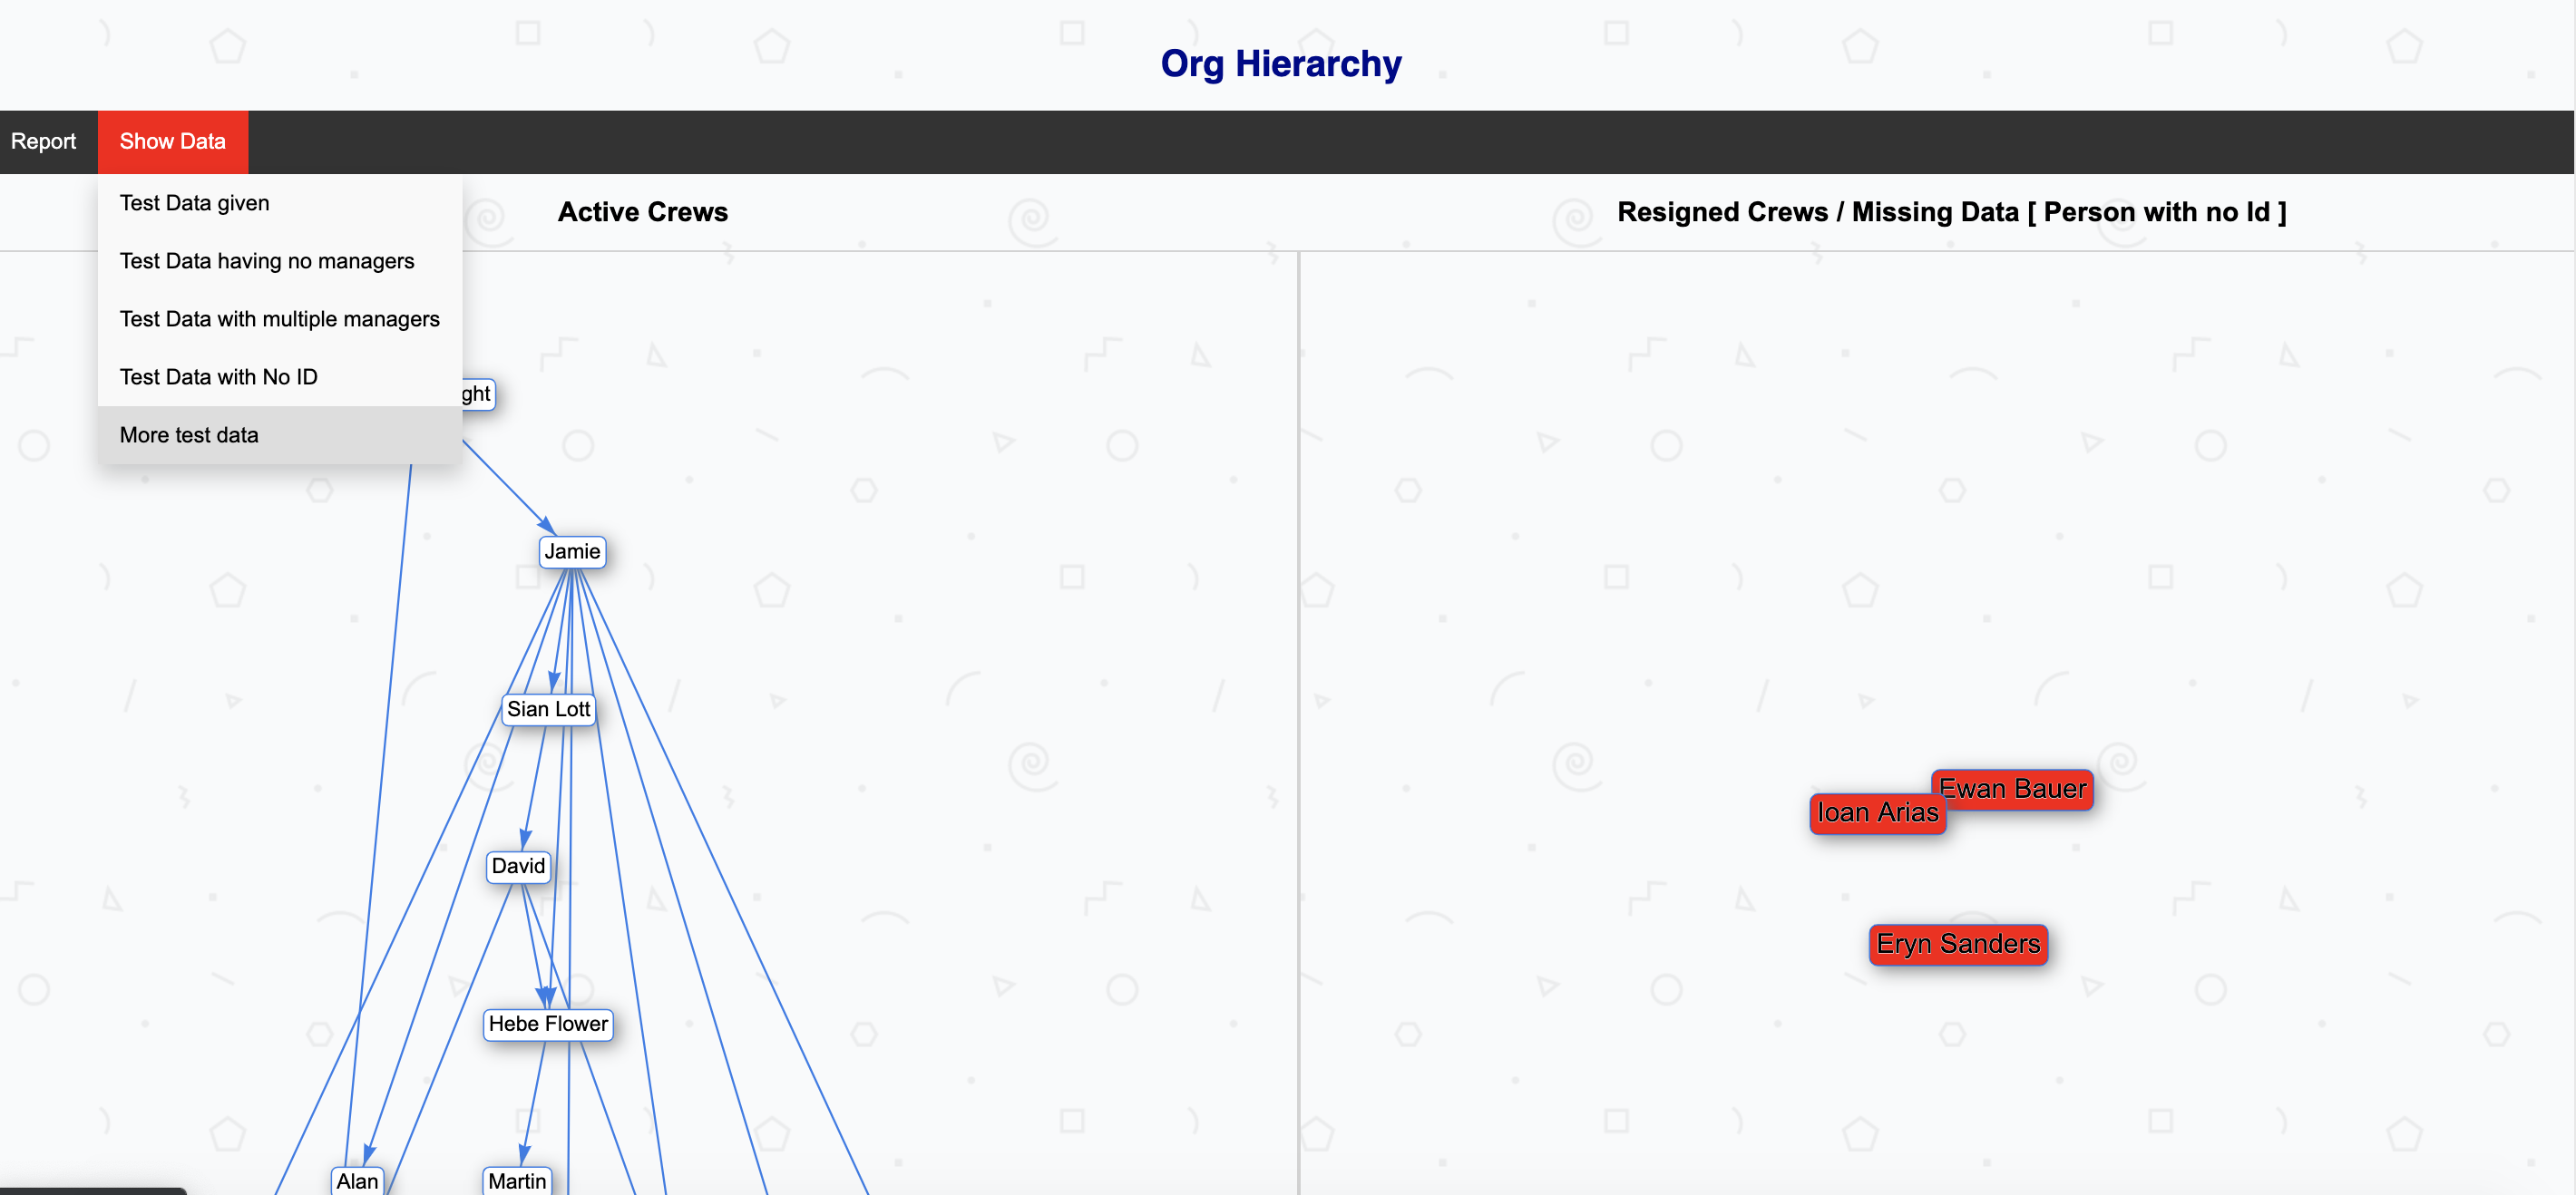 Org Hierarchy
Report
Show Data
Test Data given
Test Data having no managers
Test Data with multiple managers
Test Data with No ID
More test data
Active Crews
Resigned Crews / Missing Data [ Person with no Id ]
ght
Jamie
Sian Lott
David
Hebe Flower
Alan
Martin
Ewan Bauer
Ioan Arias
Eryn Sanders